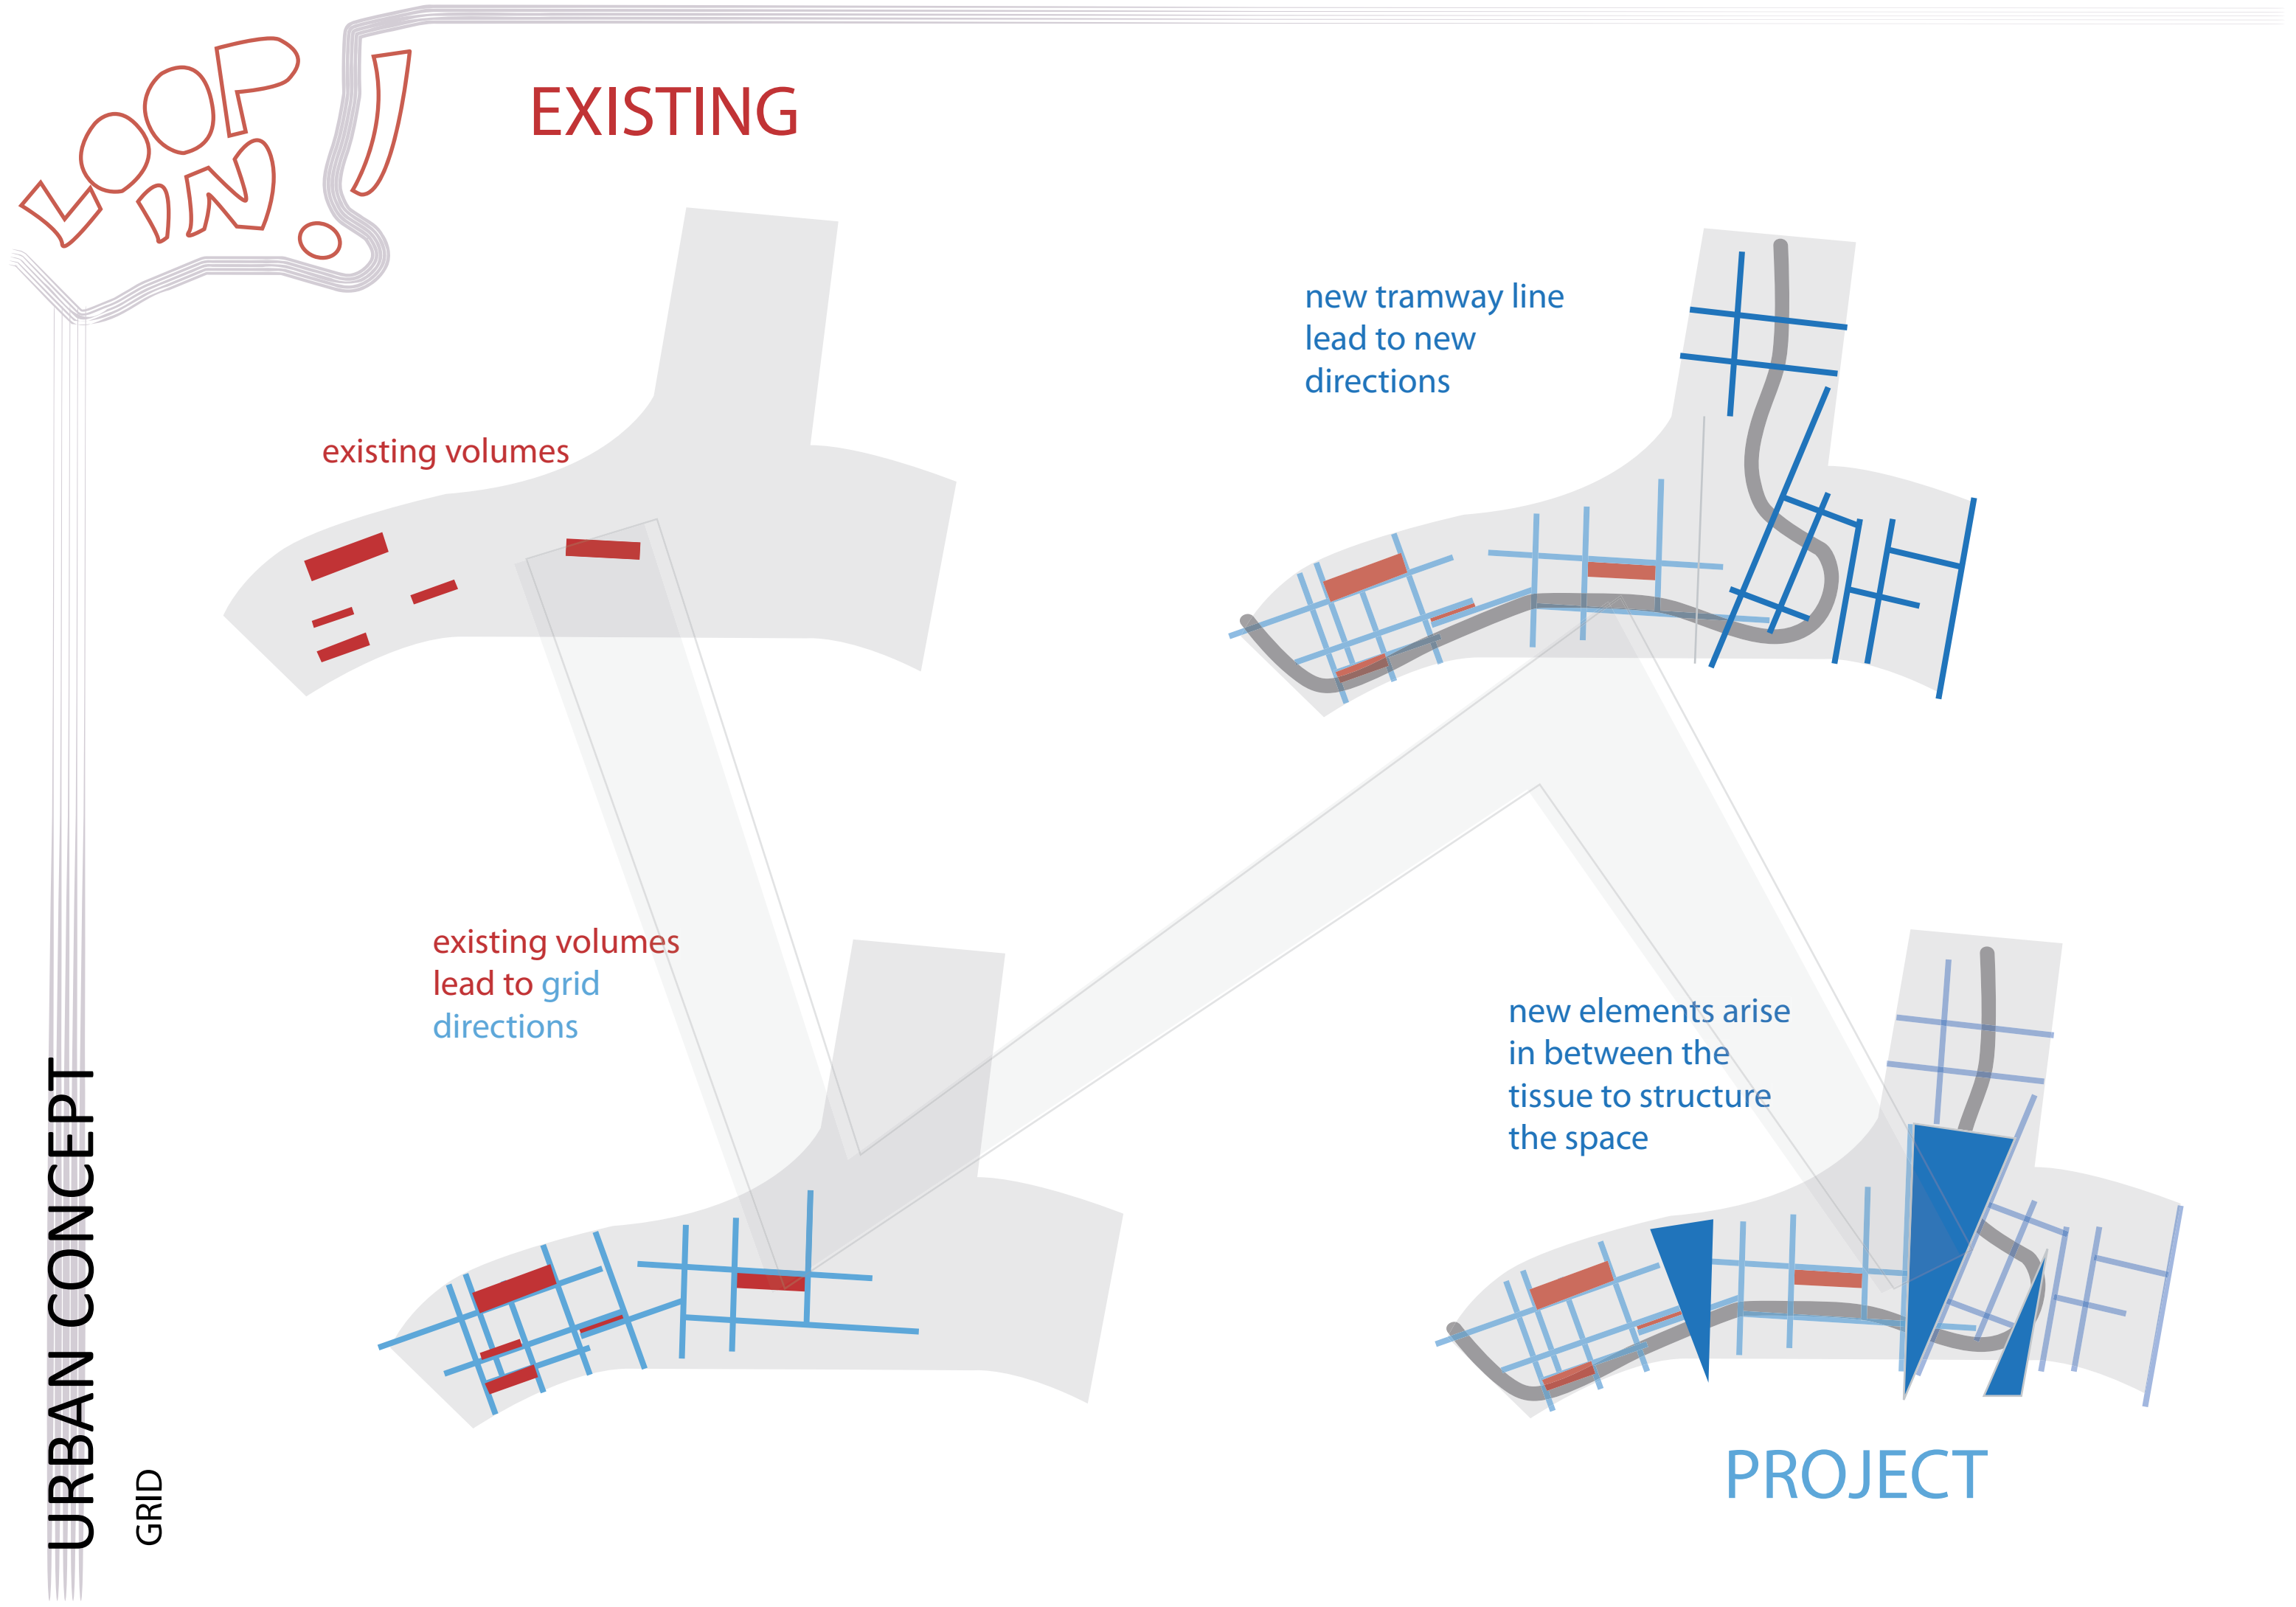 LOOP
IN !
EXISTING
existing volumes
new tramway line
lead to new
directions
existing volumes
lead to grid
directions
new elements arise
in between the
tissue to structure
the space
PROJECT
URBAN CONCEPT
GRID